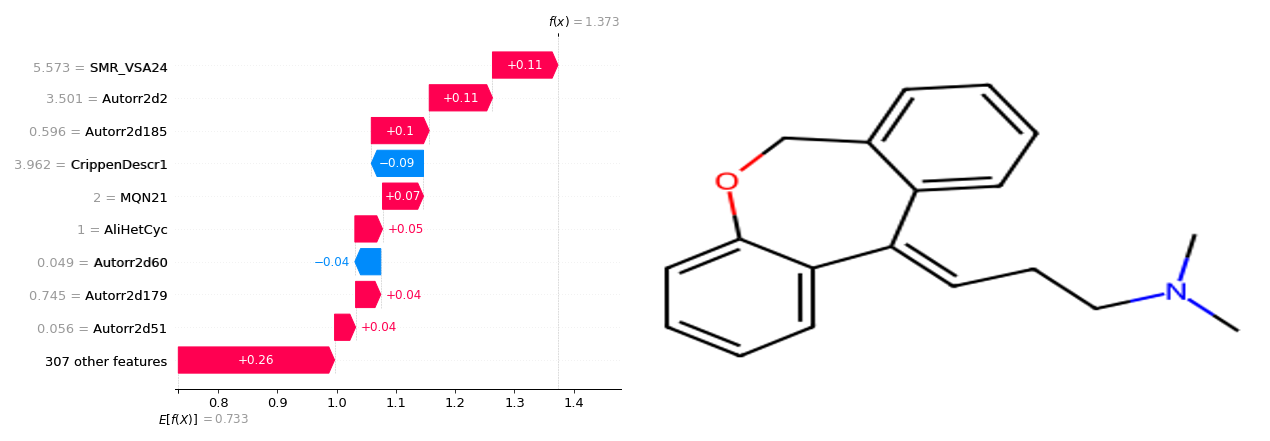 f(x) = 1.373
5.573 = SMR_VSA24 +0.11
3.501 = Autorr2d2 +0.11
0.596 = Autorr2d185 +0.1
3.962 = CrippenDescr1 −0.09
2 = MQN21 +0.07
1 = AliHetCyc +0.05
0.049 = Autorr2d60 −0.04
0.745 = Autorr2d179 +0.04
0.056 = Autorr2d51 +0.04
307 other features +0.26
0.8 0.9 1.0 1.1 1.2 1.3 1.4
E[f(X)] = 0.733
O
N